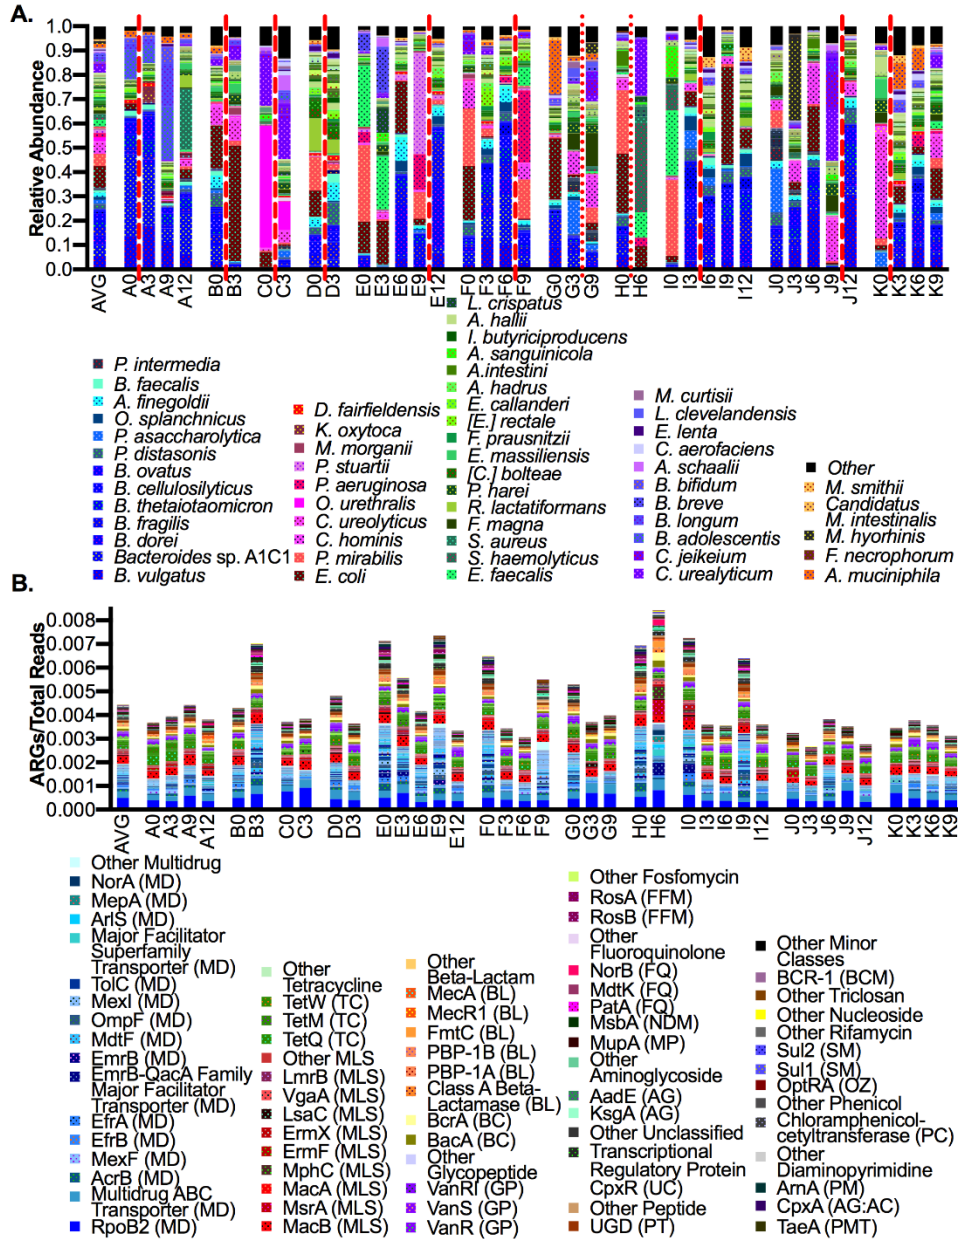 A.
Relative Abundance
1.0
0.9
0.8
0.7
0.6
0.5
0.4
0.3
0.2
0.1
0.0
AVG A0 A3 A9 A12 B0 B3 C0 C3 D0 D3 E0 E3 E6 E9 E12 F0 F3 F6 F9 G0 G3 G9 H0 H6 I0 I3 I6 I9 I12 J0 J3 J6 J9 J12 K0 K3 K6 K9
P. intermedia
B. faecalis
A. finegoldii
O. splanchnicus
P. asaccharolytica
P. distasonis
B. ovatus
B. cellulosilyticus
B. thetaiotaomicron
B. fragilis
B. dorei
Bacteroides sp. A1C1
B. vulgatus
D. fairfieldensis
K. oxytoca
M. morganii
P. stuartii
P. aeruginosa
O. urethralis
C. ureolyticus
C. hominis
P. mirabilis
E. coli
L. crispatus
A. hallii
I. butyriciproducens
A. sanguinicola
A.intestini
A. hadrus
E. callanderi
[E.] rectale
F. prausnitzii
E. massiliensis
[C.] bolteae
P. harei
R. lactatiformans
F. magna
S. aureus
S. haemolyticus
E. faecalis
M. curtisii
L. clevelandensis
E. lenta
C. aerofaciens
A. schaalii
B. bifidum
B. breve
B. longum
B. adolescentis
C. jeikeium
C. urealyticum
Other
M. smithii
Candidatus
M. intestinalis
M. hyorhinis
F. necrophorum
A. muciniphila
B.
ARGs/Total Reads
0.008
0.007
0.006
0.005
0.004
0.003
0.002
0.001
0.000
AVG A0 A3 A9 A12 B0 B3 C0 C3 D0 D3 E0 E3 E6 E9 E12 F0 F3 F6 F9 G0 G3 G9 H0 H6 I0 I3 I6 I9 I12 J0 J3 J6 J9 J12 K0 K3 K6 K9
Other Multidrug
NorA (MD)
MepA (MD)
ArlS (MD)
Major Facilitator
Superfamily
Transporter (MD)
TolC (MD)
MexI (MD)
OmpF (MD)
MdtF (MD)
EmrB (MD)
EmrB-QacA Family
Major Facilitator
Transporter (MD)
EfrA (MD)
EfrB (MD)
MexF (MD)
AcrB (MD)
Multidrug ABC
Transporter (MD)
RpoB2 (MD)
Other
Tetracycline
TetW (TC)
TetM (TC)
TetQ (TC)
Other MLS
LmrB (MLS)
VgaA (MLS)
LsaC (MLS)
ErmX (MLS)
ErmF (MLS)
MphC (MLS)
MacA (MLS)
MsrA (MLS)
MacB (MLS)
Other
Beta-Lactam
MecA (BL)
MecR1 (BL)
FmtC (BL)
PBP-1B (BL)
PBP-1A (BL)
Class A Beta-
Lactamase (BL)
BcrA (BC)
BacA (BC)
Other
Glycopeptide
VanRI (GP)
VanS (GP)
VanR (GP)
Other Fosfomycin
RosA (FFM)
RosB (FFM)
Other
Fluoroquinolone
NorB (FQ)
MdtK (FQ)
PatA (FQ)
MsbA (NDM)
MupA (MP)
Other
Aminoglycoside
AadE (AG)
KsgA (AG)
Other Unclassified
Transcriptional
Regulatory Protein
CpxR (UC)
Other Peptide
UGD (PT)
Other Minor
Classes
BCR-1 (BCM)
Other Triclosan
Other Nucleoside
Other Rifamycin
Sul2 (SM)
Sul1 (SM)
OptRA (OZ)
Other Phenicol
Chloramphenicol-
cetyltransferase (PC)
Other
Diaminopyrimidine
ArnA (PM)
CpxA (AG:AC)
TaeA (PMT)